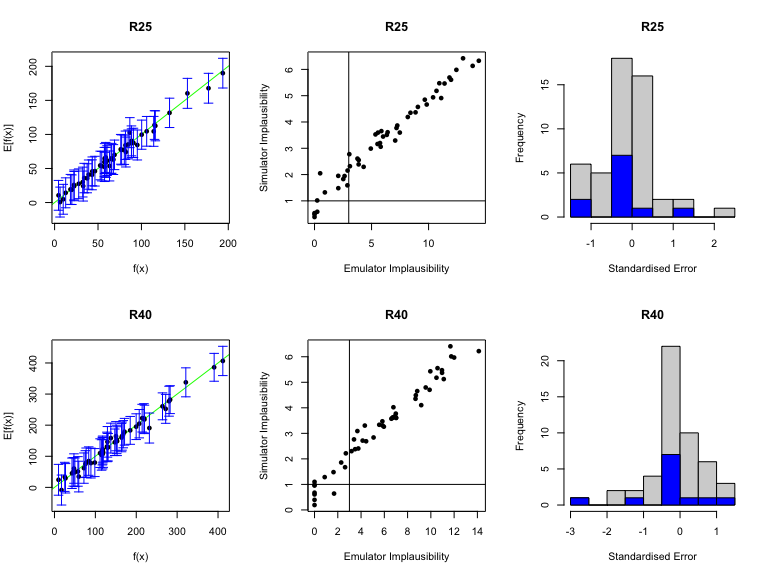 R25
E[f(x)]
0 50 100 150 200
0 50 100 150 200
f(x)
R25
Simulator Implausibility
1 2 3 4 5 6
0 5 10
Emulator Implausibility
R25
Frequency
0 5 10 15
-1 0 1 2
Standardised Error
R40
E[f(x)]
0 100 200 300 400
0 100 200 300 400
f(x)
R40
Simulator Implausibility
0 1 2 3 4 5 6
0 2 4 6 8 10 12 14
Emulator Implausibility
R40
Frequency
0 5 10 15 20
-3 -2 -1 0 1
Standardised Error